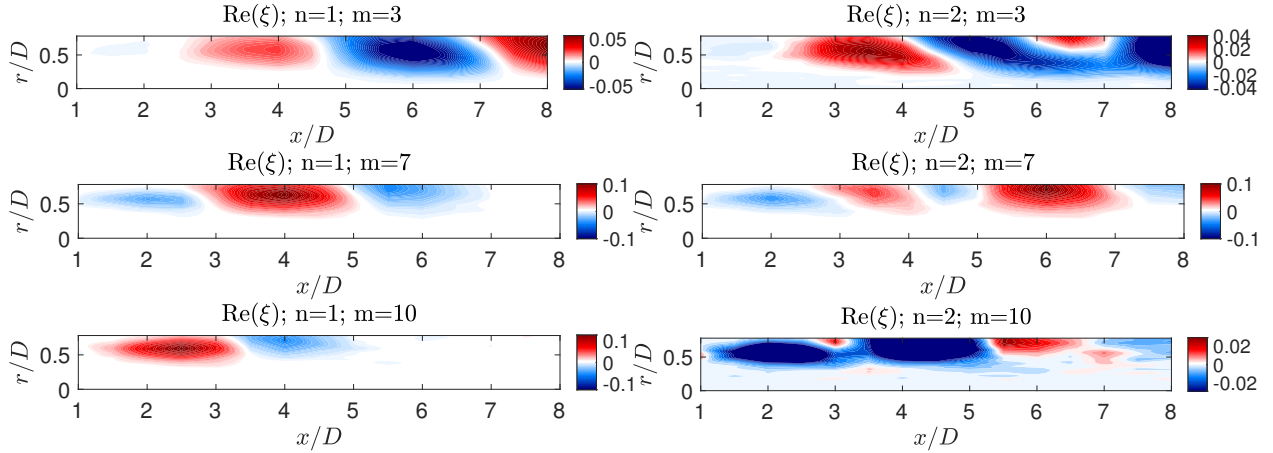 Re(ξ); n=1; m=3
r/D
0.5
0
1 2 3 4 5 6 7 8
x/D
0.05
0
-0.05
Re(ξ); n=2; m=3
r/D
0.5
0
1 2 3 4 5 6 7 8
x/D
0.04
0.02
0
-0.02
-0.04
Re(ξ); n=1; m=7
r/D
0.5
0
1 2 3 4 5 6 7 8
x/D
0.1
0
-0.1
Re(ξ); n=2; m=7
r/D
0.5
0
1 2 3 4 5 6 7 8
x/D
0.1
0
-0.1
Re(ξ); n=1; m=10
r/D
0.5
0
1 2 3 4 5 6 7 8
x/D
0.1
0
-0.1
Re(ξ); n=2; m=10
r/D
0.5
0
1 2 3 4 5 6 7 8
x/D
0.02
0
-0.02